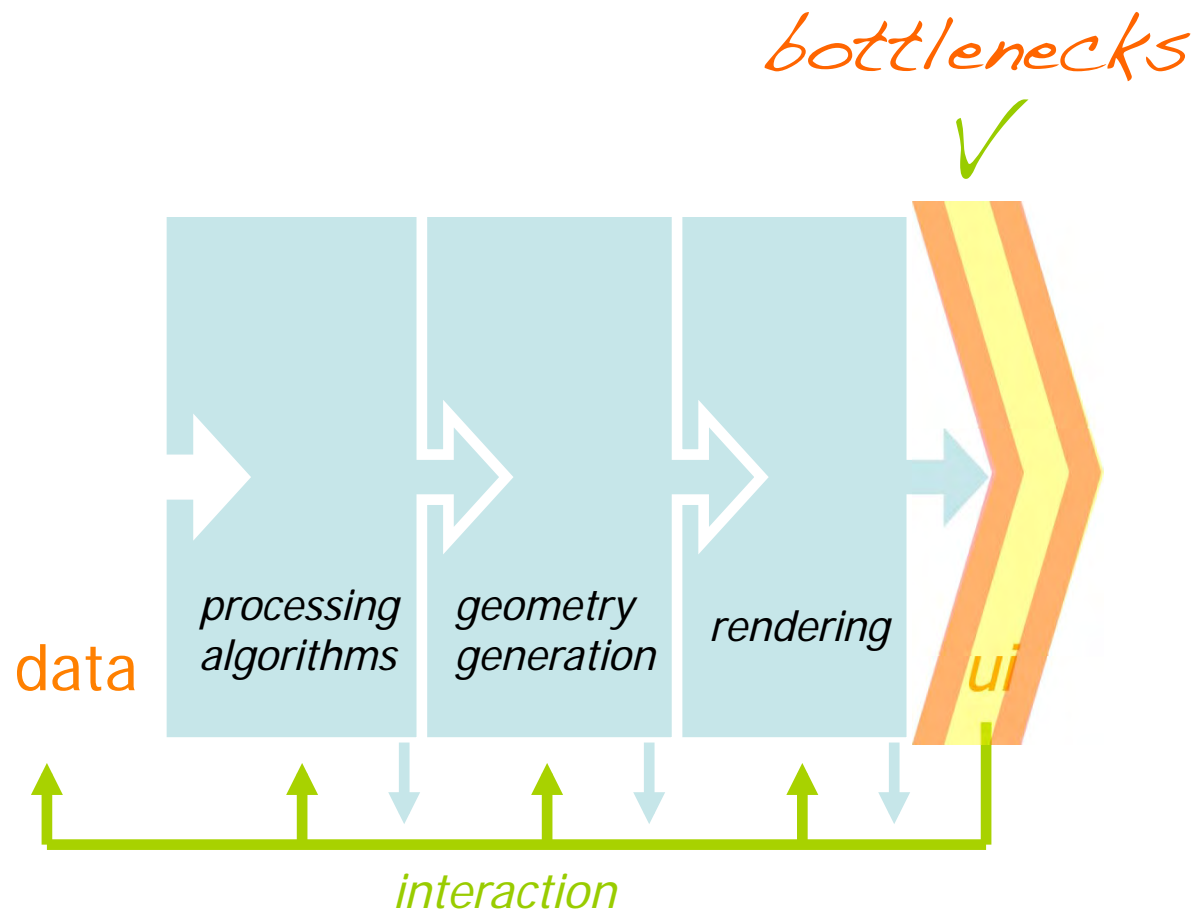 bottlenecks
processing
algorithms
geometry
generation
rendering
data
ui
interaction